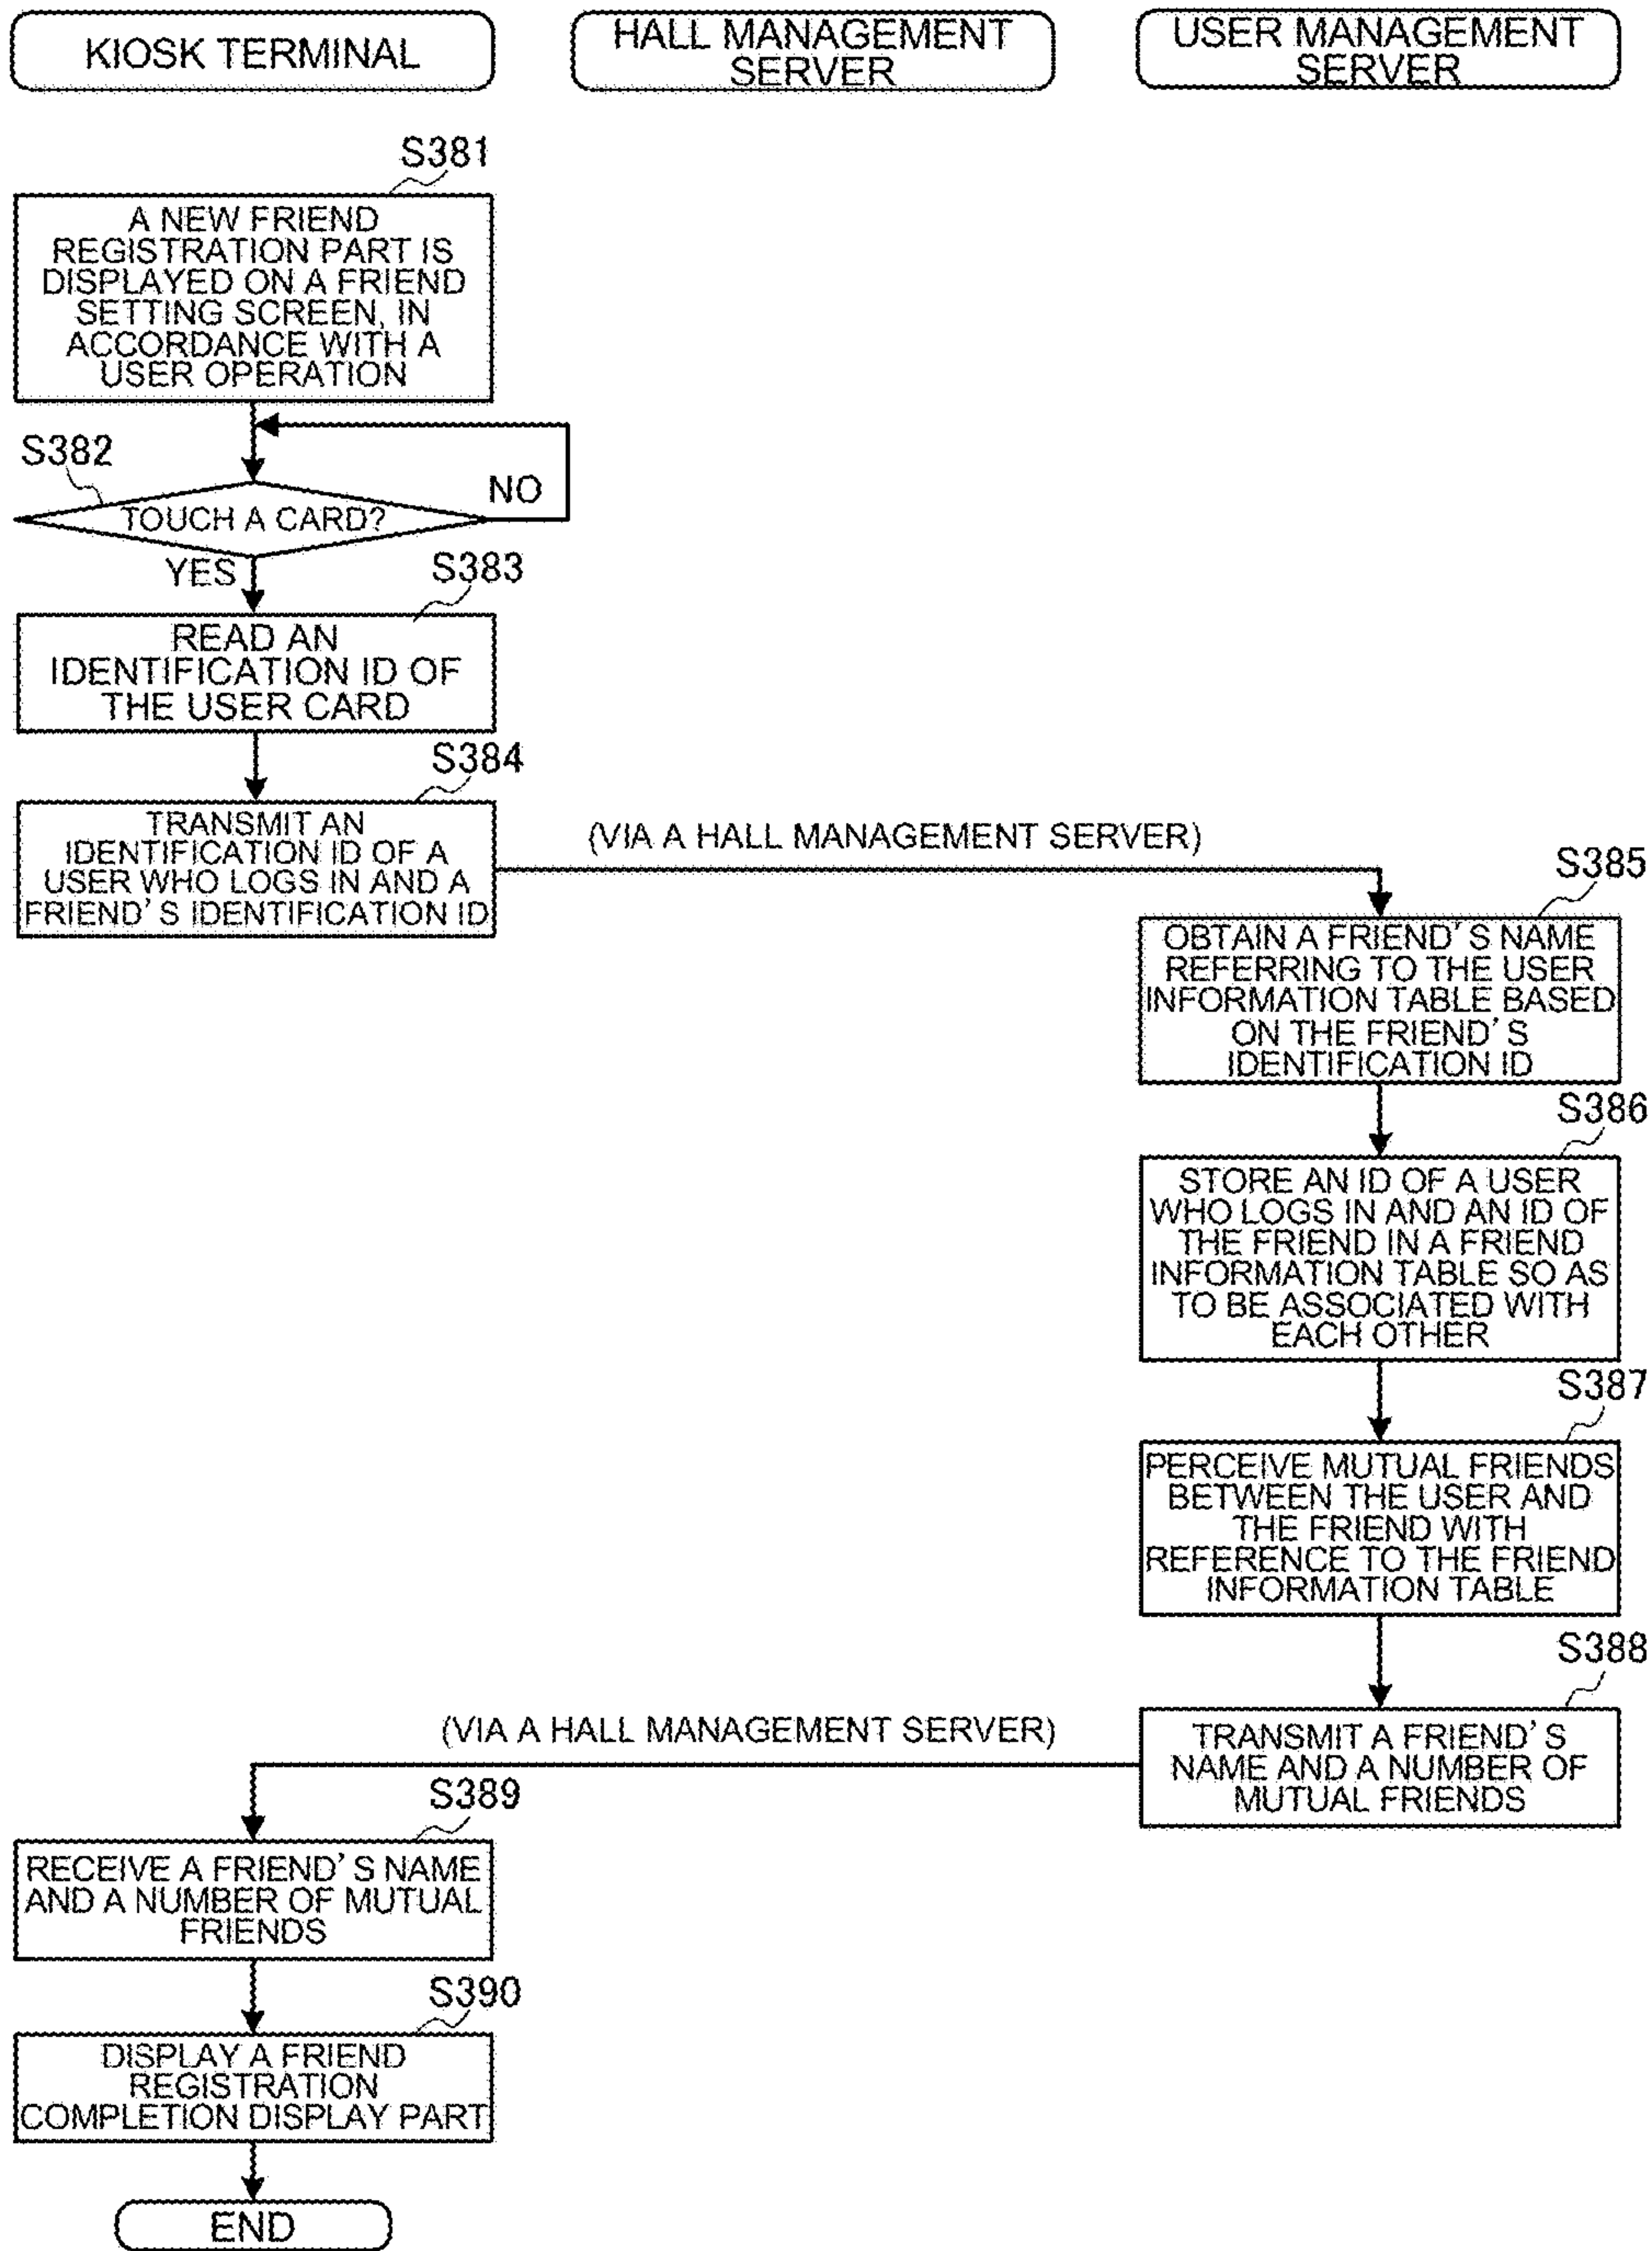 KIOSK TERMINAL
HALL MANAGEMENT
SERVER
USER MANAGEMENT
SERVER
S381
A NEW FRIEND
REGISTRATION PART IS
DISPLAYED ON A FRIEND
SETTING SCREEN, IN
ACCORDANCE WITH A
USER OPERATION
S382
TOUCH A CARD?
NO
YES
S383
READ AN
IDENTIFICATION ID OF
THE USER CARD
S384
TRANSMIT AN
IDENTIFICATION ID OF A
USER WHO LOGS IN AND A
FRIEND'S IDENTIFICATION ID
(VIA A HALL MANAGEMENT SERVER)
S385
OBTAIN A FRIEND'S NAME
REFERRING TO THE USER
INFORMATION TABLE BASED
ON THE FRIEND'S
IDENTIFICATION ID
S386
STORE AN ID OF A USER
WHO LOGS IN AND AN ID OF
THE FRIEND IN A FRIEND
INFORMATION TABLE SO AS
TO BE ASSOCIATED WITH
EACH OTHER
S387
PERCEIVE MUTUAL FRIENDS
BETWEEN THE USER AND
THE FRIEND WITH
REFERENCE TO THE FRIEND
INFORMATION TABLE
S388
TRANSMIT A FRIEND'S
NAME AND A NUMBER OF
MUTUAL FRIENDS
(VIA A HALL MANAGEMENT SERVER)
S389
RECEIVE A FRIEND'S NAME
AND A NUMBER OF MUTUAL
FRIENDS
S390
DISPLAY A FRIEND
REGISTRATION
COMPLETION DISPLAY PART
END